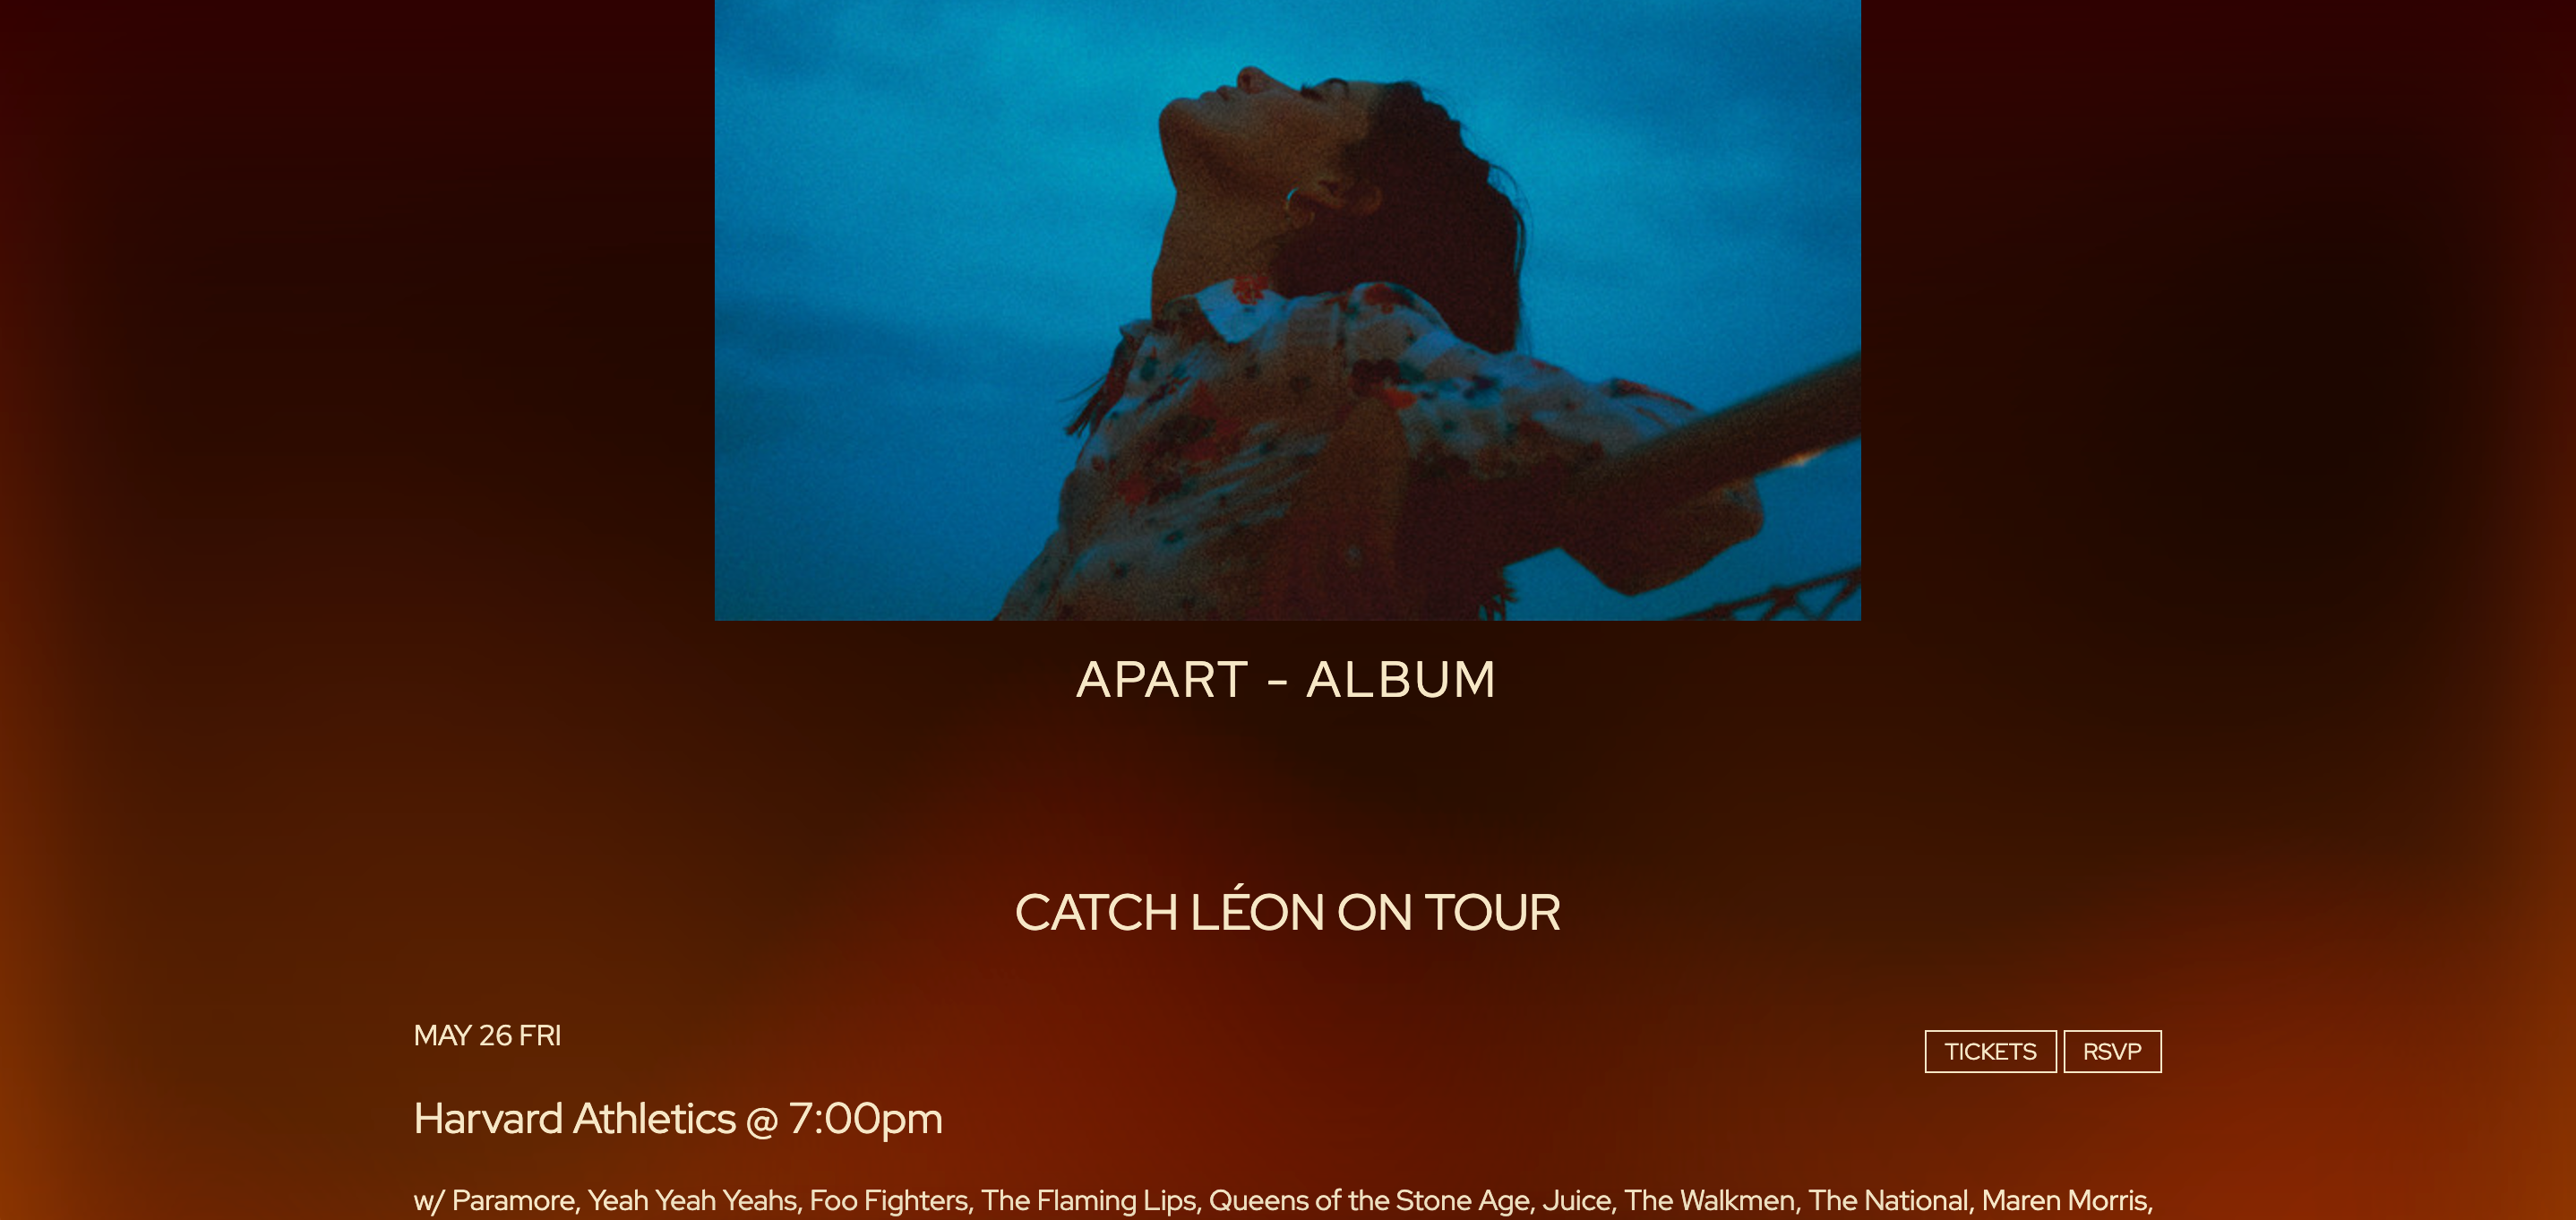 APART - ALBUM
CATCH LÉON ON TOUR
MAY 26 FRI
TICKETS RSVP
Harvard Athletics @ 7:00pm
w/ Paramore, Yeah Yeah Yeahs, Foo Fighters, The Flaming Lips, Queens of the Stone Age, Juice, The Walkmen, The National, Maren Morris,